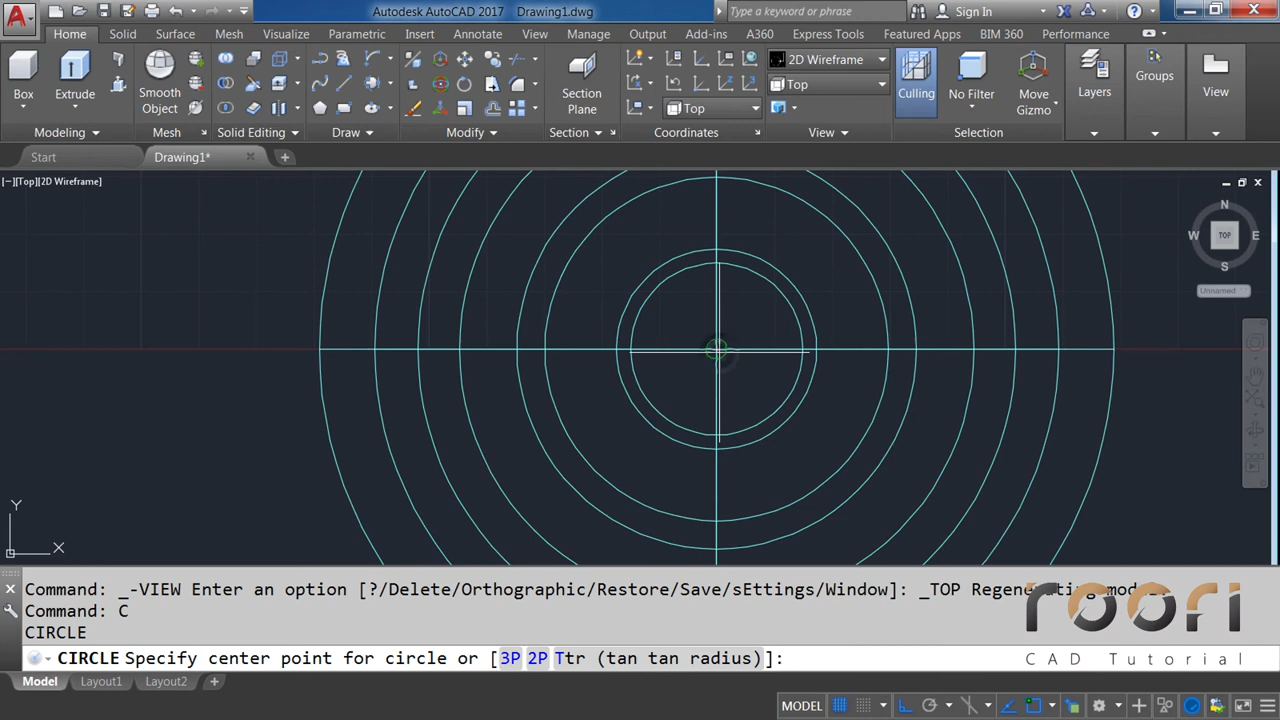 Autodesk AutoCAD 2017 Drawing1.dwg
Type a keyword or phrase
Sign In
Home Solid Surface Mesh Visualize Parametric Insert Annotate View Manage Output Add-ins A360 Express Tools Featured Apps BIM 360 Performance
Box
Extrude
Smooth
Object
Section
Plane
2D Wireframe
Top
Top
Culling
No Filter
Move
Gizmo
Layers
Groups
View
Modeling Mesh Solid Editing Draw Modify Section Coordinates View Selection
Start Drawing1*
[−][Top][2D Wireframe]
N
W TOP E
S
Unnamed
Y
X
Command: _-VIEW Enter an option [?/Delete/Orthographic/Restore/Save/sEttings/Window]: _TOP Regenerating model.
Command: C
CIRCLE
CIRCLE Specify center point for circle or [3P 2P Ttr (tan tan radius)]:
roofi
CAD Tutorial
Model Layout1 Layout2
MODEL